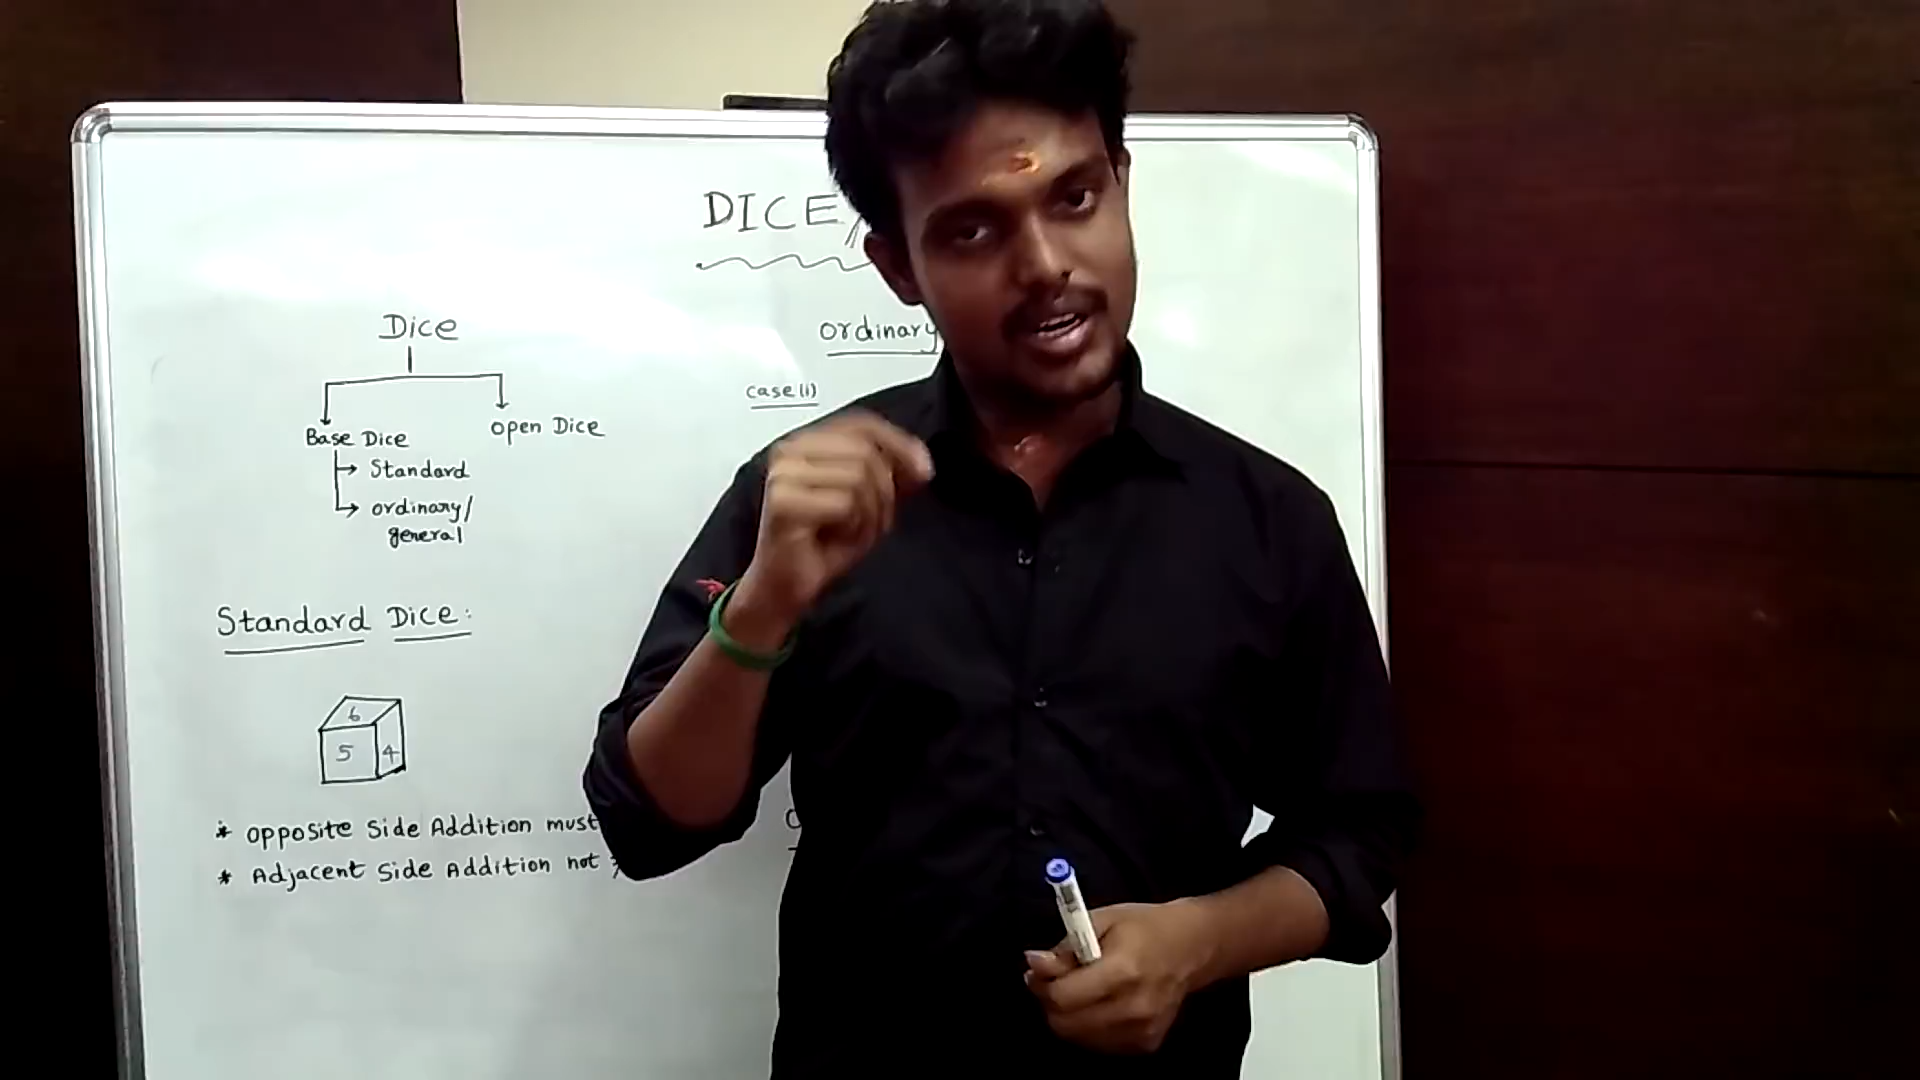 DICE
Dice
Base Dice
open Dice
Standard
ordinary/
general
Standard Dice:
6
5
4
* opposite Side Addition must
* Adjacent Side Addition not
ordinary
case(i)